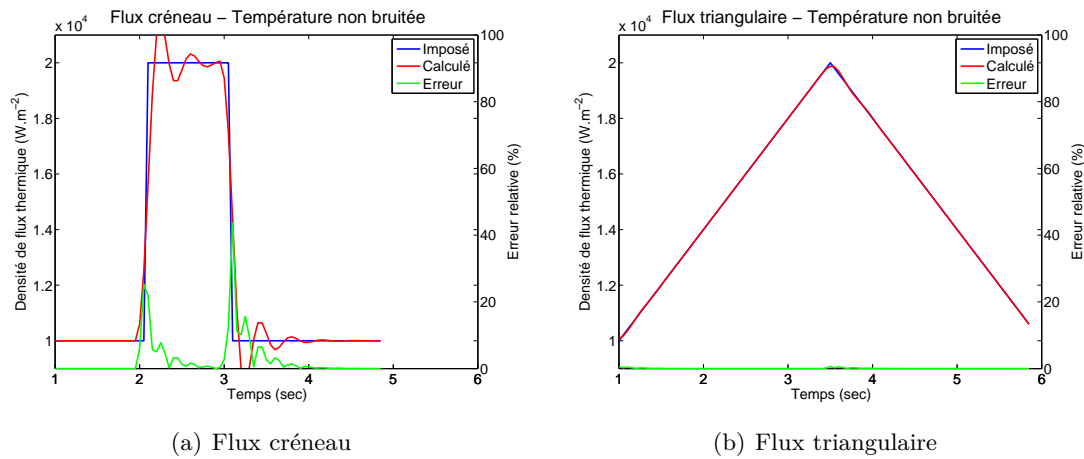 Flux créneau – Température non bruitée
x 10⁴
Densité de flux thermique (W.m⁻²)
2
1.8
1.6
1.4
1.2
1
Imposé
Calculé
Erreur
100
80
60
40
20
0
Erreur relative (%)
1 2 3 4 5 6
Temps (sec)
(a) Flux créneau
Flux triangulaire – Température non bruitée
x 10⁴
Densité de flux thermique (W.m⁻²)
2
1.8
1.6
1.4
1.2
1
Imposé
Calculé
Erreur
100
80
60
40
20
0
Erreur relative (%)
1 2 3 4 5 6
Temps (sec)
(b) Flux triangulaire